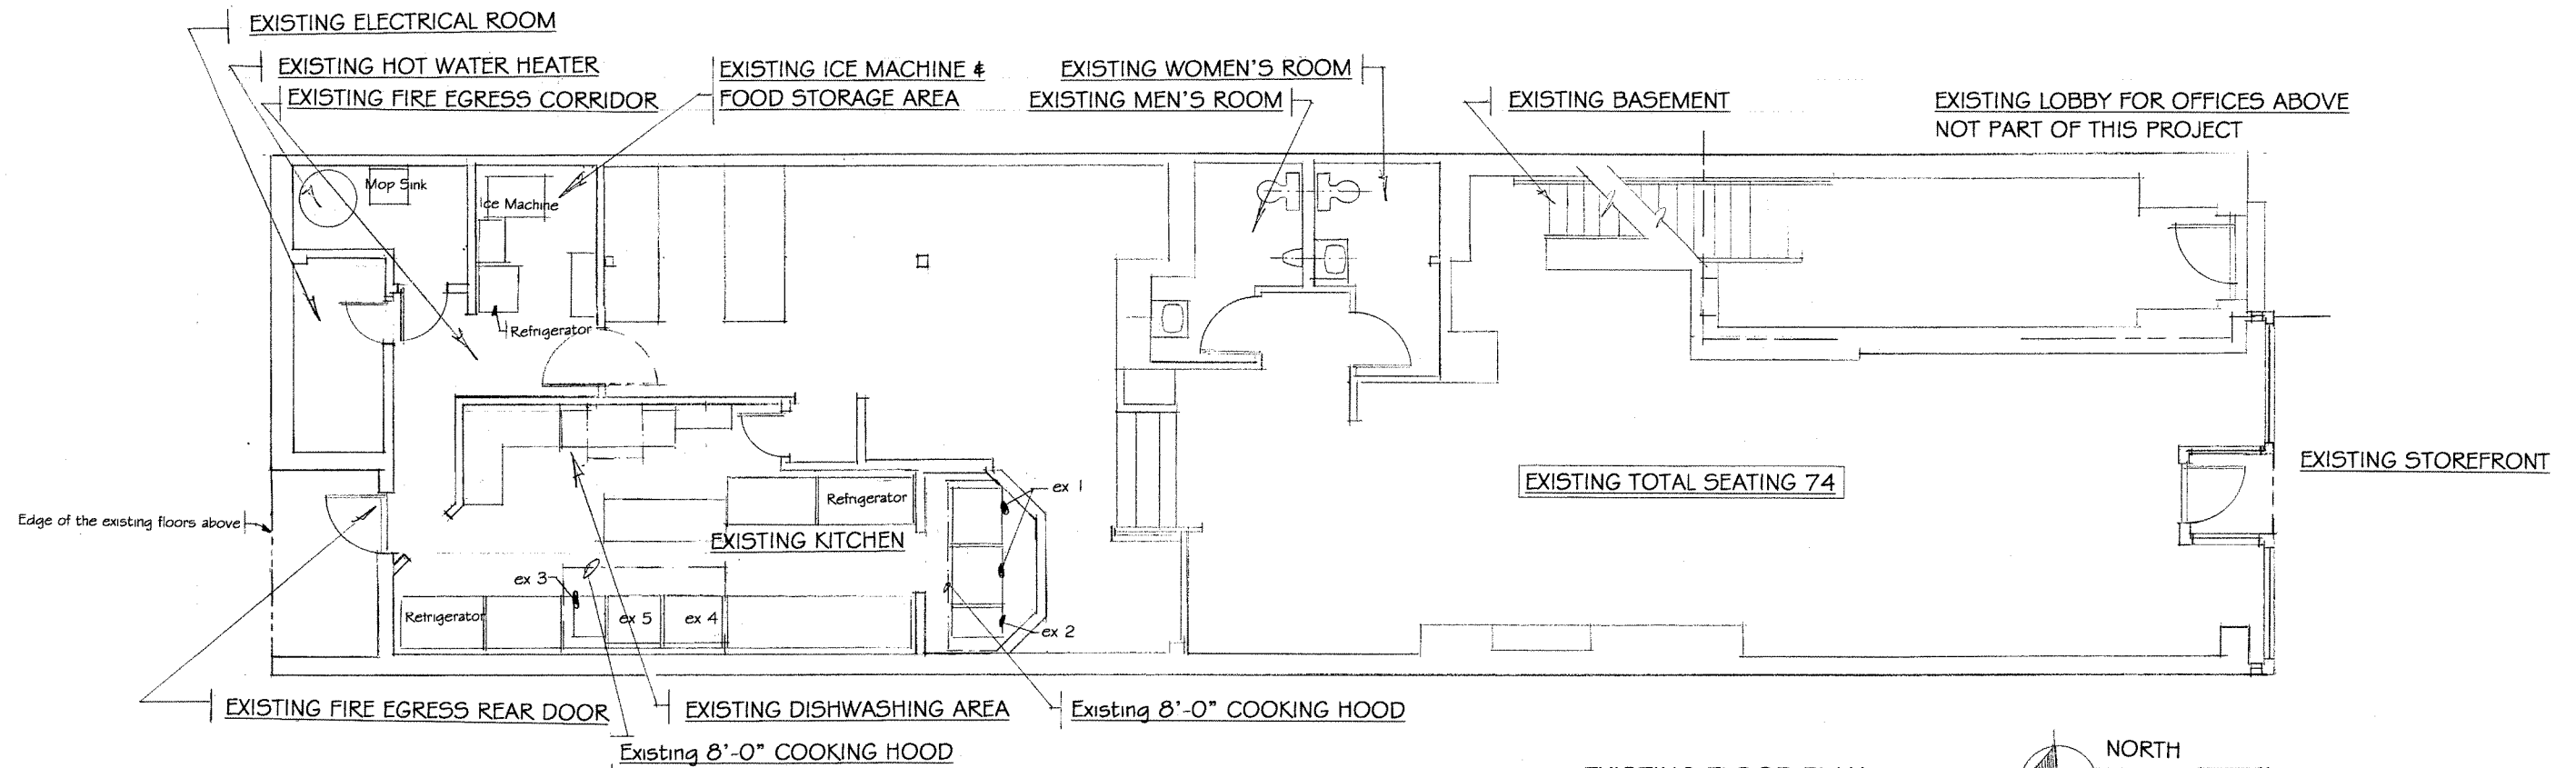 EXISTING ELECTRICAL ROOM
EXISTING HOT WATER HEATER
EXISTING FIRE EGRESS CORRIDOR
EXISTING ICE MACHINE &
FOOD STORAGE AREA
EXISTING WOMEN'S ROOM
EXISTING MEN'S ROOM
EXISTING BASEMENT
EXISTING LOBBY FOR OFFICES ABOVE
NOT PART OF THIS PROJECT
Mop Sink
Ice Machine
Refrigerator
EXISTING STOREFRONT
EXISTING TOTAL SEATING 74
ex 1
Refrigerator
Edge of the existing floors above
EXISTING KITCHEN
ex 3
Refrigerator
ex 5
ex 4
ex 2
EXISTING FIRE EGRESS REAR DOOR
EXISTING DISHWASHING AREA
Existing 8'-0" COOKING HOOD
Existing 8'-0" COOKING HOOD
NORTH